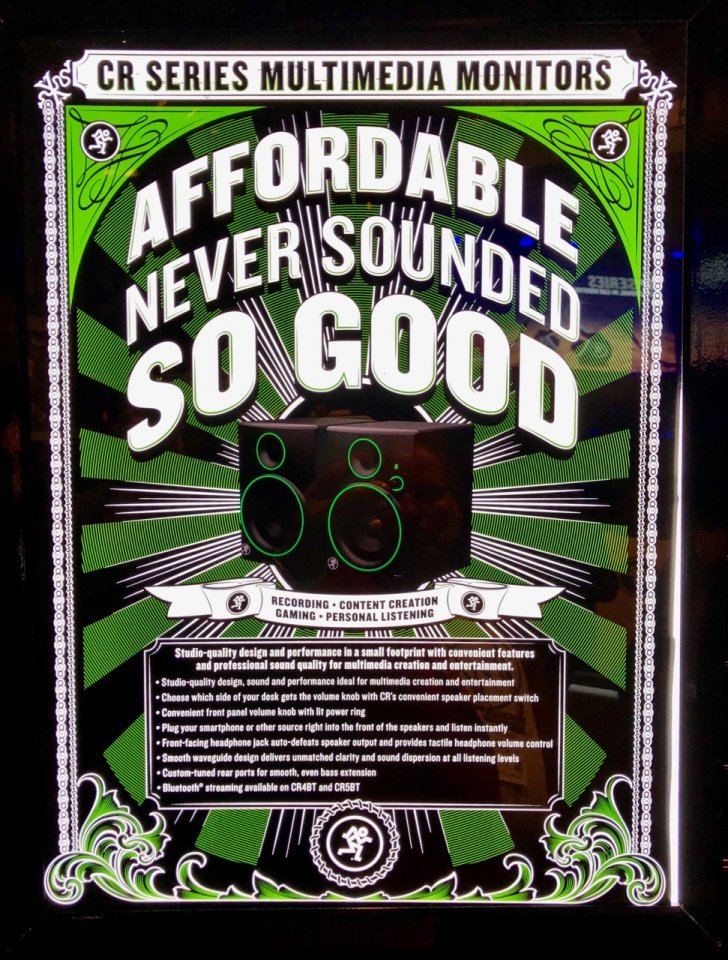 CR SERIES MULTIMEDIA MONITORS
AFFORDABLE
NEVER SOUNDED
SO GOOD
RECORDING • CONTENT CREATION
GAMING • PERSONAL LISTENING
Studio-quality design and performance in a small footprint with convenient features
and professional sound quality for multimedia creation and entertainment.
• Studio-quality design, sound and performance ideal for multimedia creation and entertainment
• Choose which side of your desk gets the volume knob with CR's convenient speaker placement switch
• Convenient front panel volume knob with lit power ring
• Plug your smartphone or other source right into the front of the speakers and listen instantly
• Front-facing headphone jack auto-defeats speaker output and provides tactile headphone volume control
• Smooth waveguide design delivers unmatched clarity and sound dispersion at all listening levels
• Custom-tuned rear ports for smooth, even bass extension
• Bluetooth® streaming available on CR4BT and CR5BT